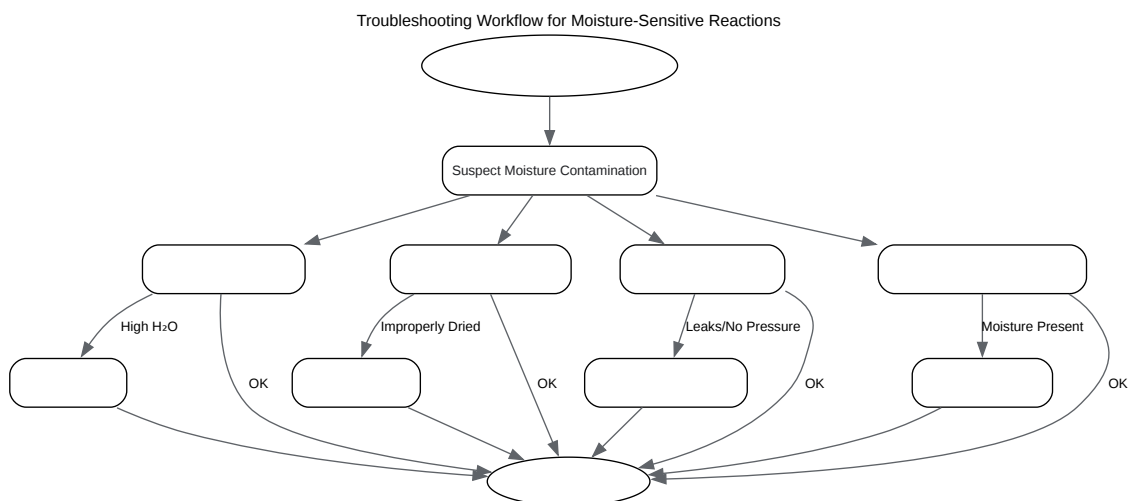 Troubleshooting Workflow for Moisture-Sensitive Reactions
Suspect Moisture Contamination
High H₂O
Improperly Dried
Leaks/No Pressure
Moisture Present
OK
OK
OK
OK